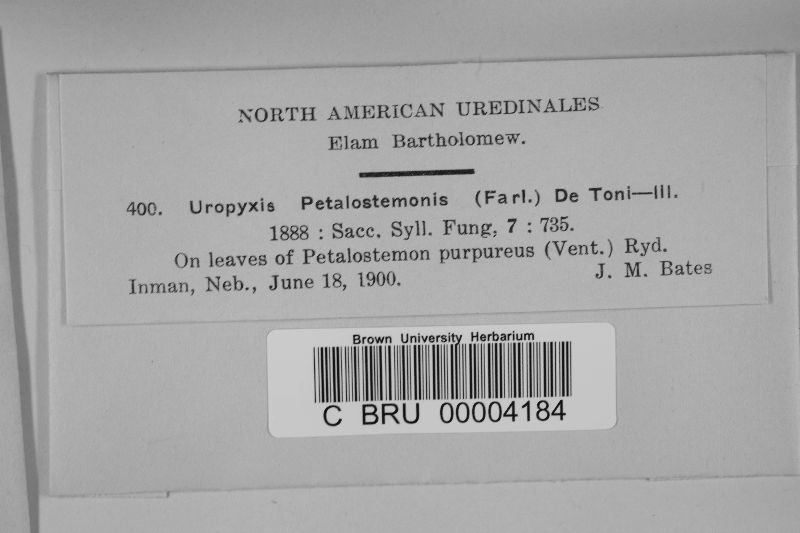 NORTH AMERICAN UREDINALES
Elam Bartholomew.
400. Uropyxis Petalostemonis (Farl.) De Toni—III.
1888 : Sacc. Syll. Fung, 7 : 735.
On leaves of Petalostemon purpureus (Vent.) Ryd.
Inman, Neb., June 18, 1900. J. M. Bates
Brown University Herbarium
C BRU 00004184